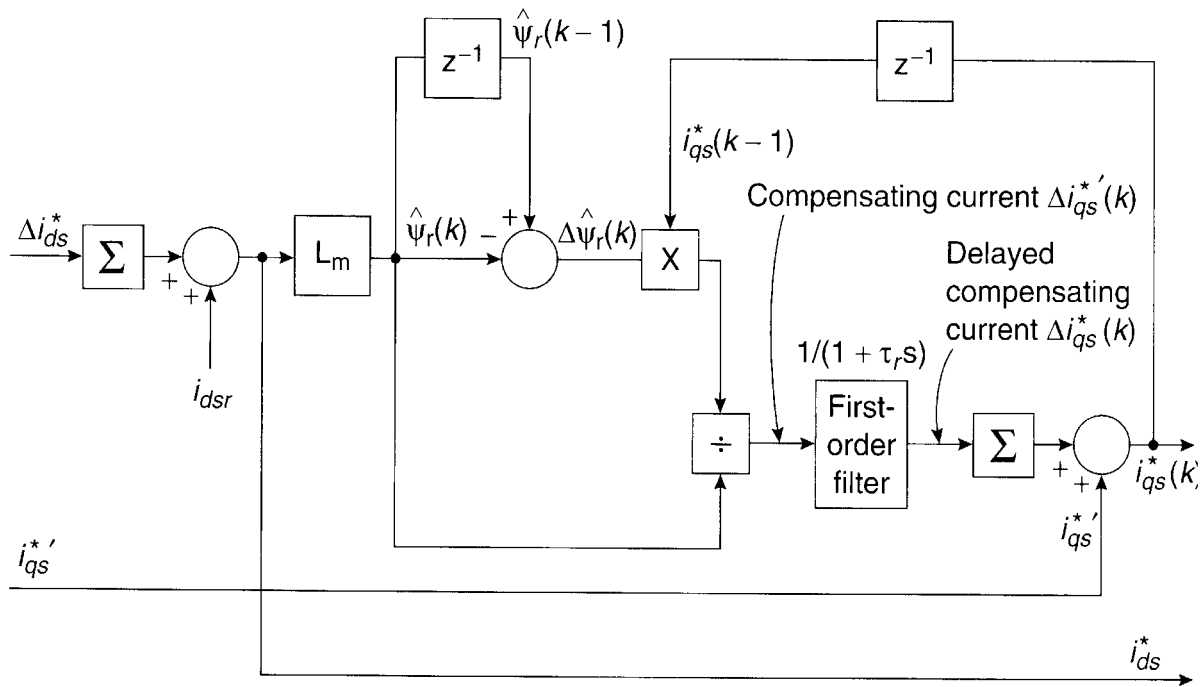 z⁻¹
ψ̂ᵣ(k−1)
z⁻¹
i*qs(k−1)
Compensating current Δi*′qs(k)
Δi*ds
Σ
+
+
Lₘ
ψ̂ᵣ(k)
−
+
Δψ̂ᵣ(k)
X
Delayed
compensating
current Δi*qs(k)
idsr
1/(1 + τᵣs)
÷
First-
order
filter
Σ
+
+
i*qs(k)
i*′qs
i*′qs
i*ds